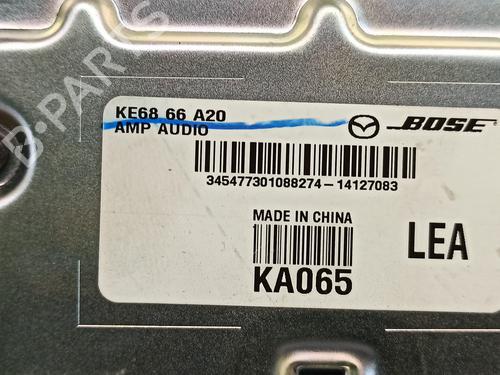 KE68 66 A20
AMP AUDIO
BOSE
345477301088274-14127083
MADE IN CHINA
KA065
LEA
B-PARTS